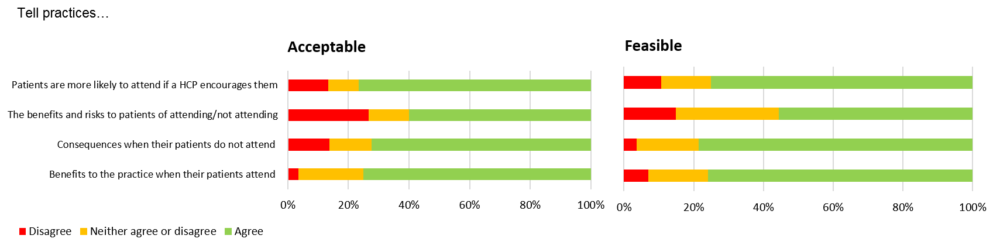 Tell practices…
Acceptable
Feasible
Patients are more likely to attend if a HCP encourages them
The benefits and risks to patients of attending/not attending
Consequences when their patients do not attend
Benefits to the practice when their patients attend
0% 20% 40% 60% 80% 100%
0% 20% 40% 60% 80% 100%
Disagree Neither agree or disagree Agree